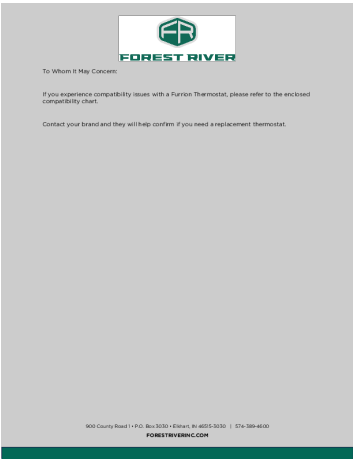 FR
FOREST RIVER
To Whom It May Concern:
If you experience compatibility issues with a Furrion Thermostat, please refer to the enclosed
compatibility chart.
Contact your brand and they will help confirm if you need a replacement thermostat.
900 County Road 1 • P.O. Box 3030 • Elkhart, IN 46515-3030 | 574-389-4600
FORESTRIVERINC.COM